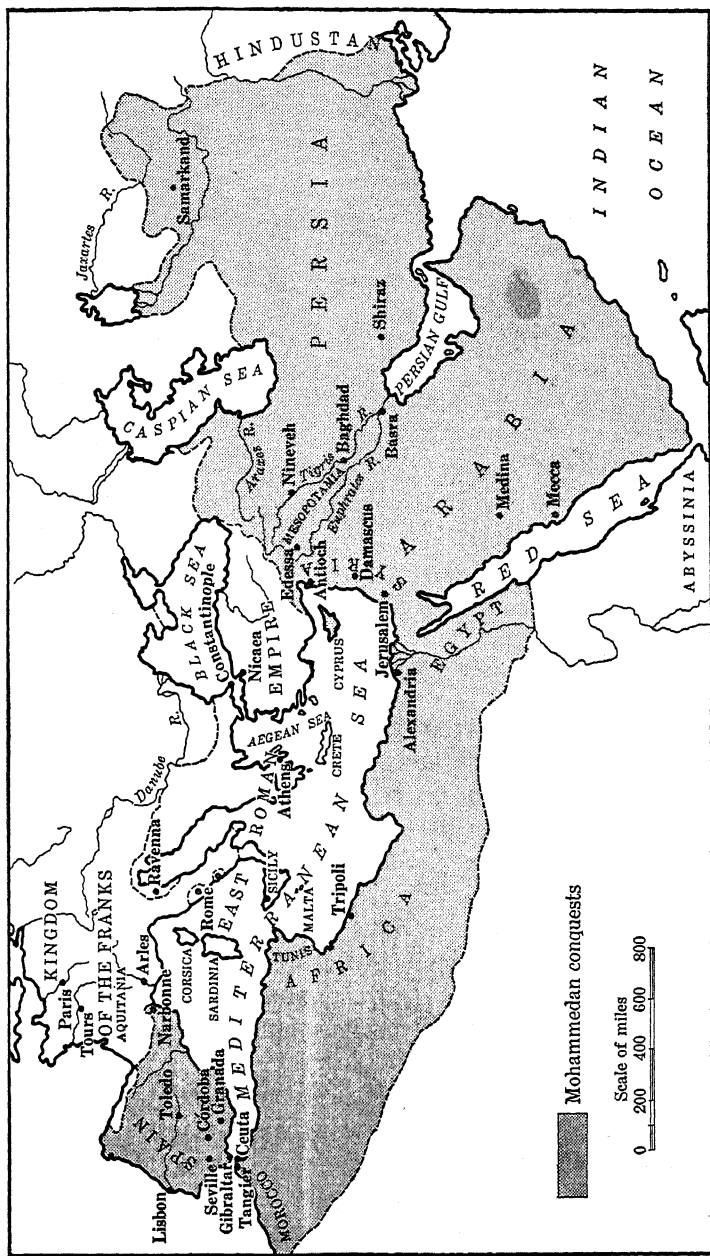 KINGDOM
OF THE FRANKS
Paris
Tours
AQUITANIA
Arles
Narbonne
SPAIN
Lisbon
Toledo
Córdoba
Seville
Granada
Gibraltar
Ceuta
Tangier
MOROCCO
CORSICA
SARDINIA
Rome
Ravenna
Danube R.
EAST ROMAN EMPIRE
SICILY
MALTA
TUNIS
Tripoli
AFRICA
MEDITERRANEAN SEA
Athens
AEGEAN SEA
CRETE
CYPRUS
BLACK SEA
Constantinople
Nicaea
Alexandria
EGYPT
Jerusalem
SYRIA
Damascus
Antioch
Edessa
MESOPOTAMIA
Tigris R.
Euphrates R.
Nineveh
Baghdad
Basra
Araxes R.
CASPIAN SEA
Jaxartes R.
Samarkand
PERSIA
Shiraz
PERSIAN GULF
HINDUSTAN
ARABIA
Medina
Mecca
RED SEA
ABYSSINIA
INDIAN
OCEAN
Mohammedan conquests
Scale of miles
0 200 400 600 800